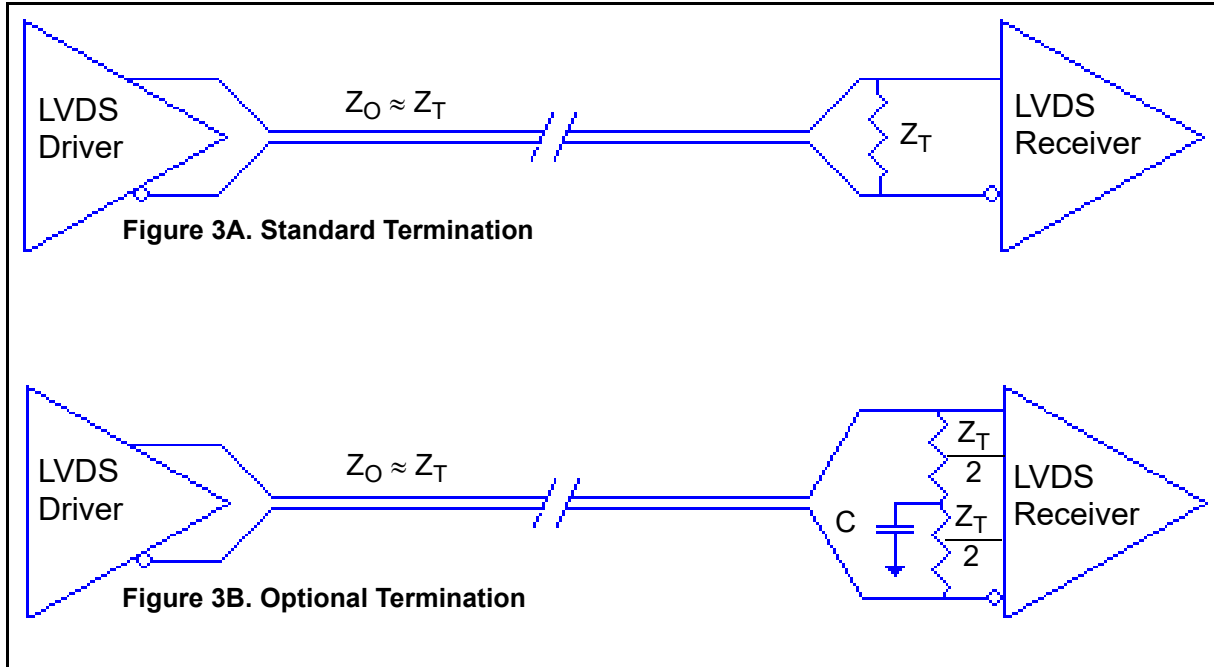 LVDS
Driver
Z_O ≈ Z_T
Z_T
LVDS
Receiver
Figure 3A. Standard Termination
LVDS
Driver
Z_O ≈ Z_T
C
Z_T
2
Z_T
2
LVDS
Receiver
Figure 3B. Optional Termination